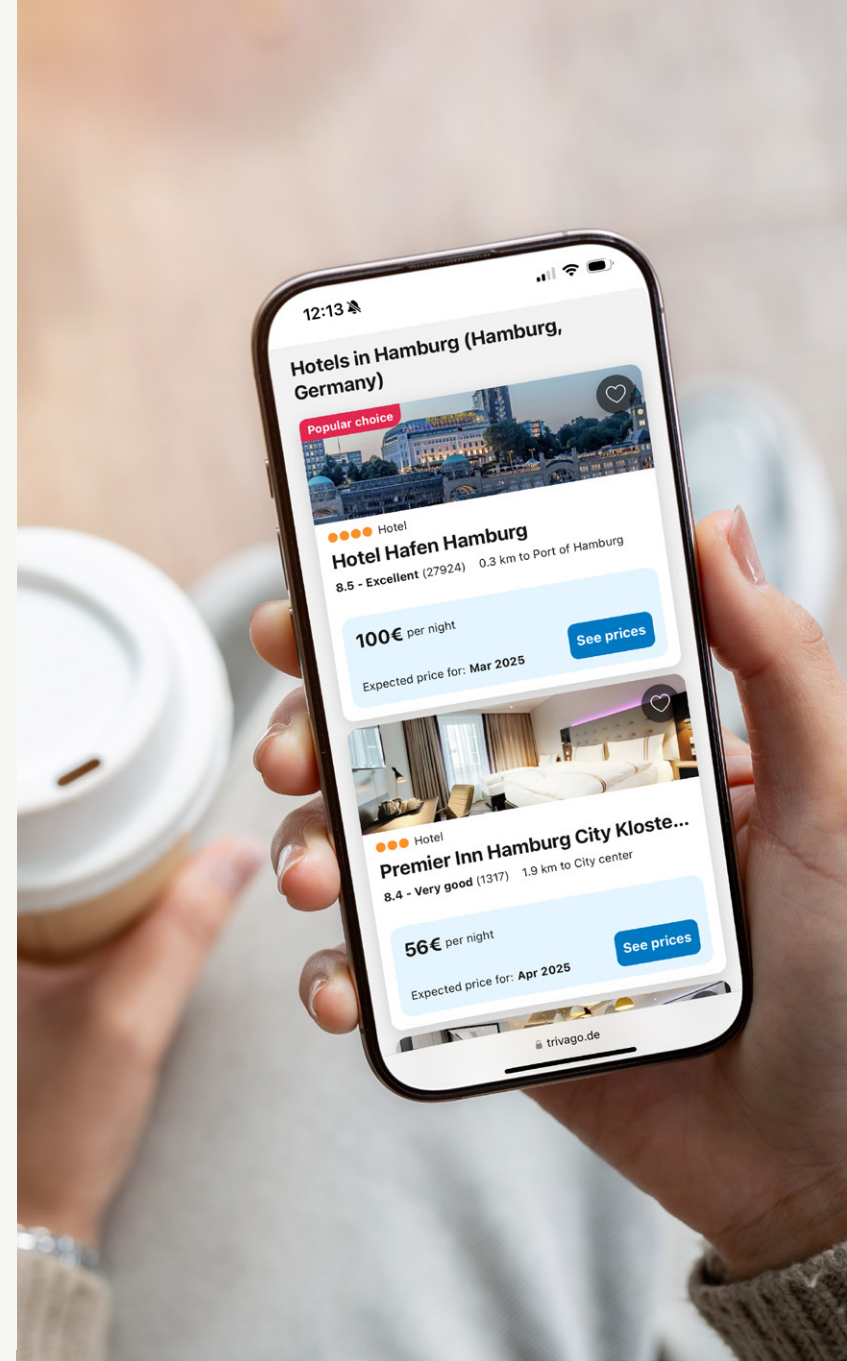 12:13
Hotels in Hamburg (Hamburg,
Germany)
Popular choice
Hotel
Hotel Hafen Hamburg
8.5 - Excellent (27924) 0.3 km to Port of Hamburg
100€ per night
See prices
Expected price for: Mar 2025
Hotel
Premier Inn Hamburg City Kloste...
8.4 - Very good (1317) 1.9 km to City center
56€ per night
See prices
Expected price for: Apr 2025
trivago.de